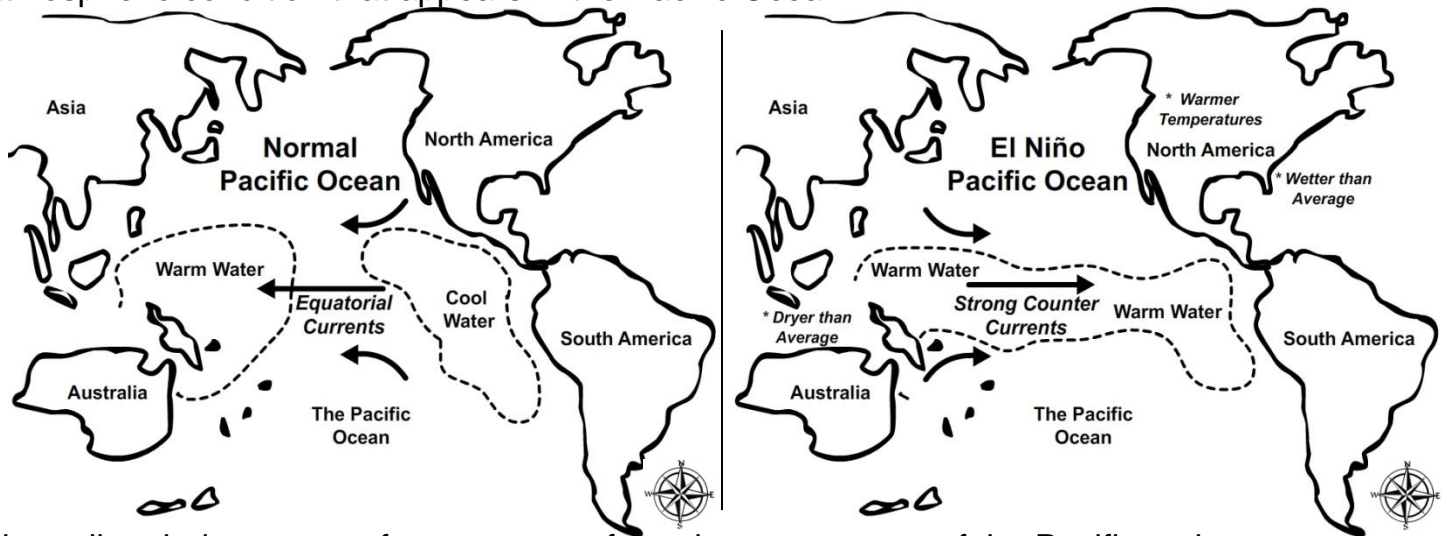 Asia
North America
Normal
Pacific Ocean
Warm Water
Equatorial
Currents
Cool
Water
South America
Australia
The Pacific
Ocean
N
W
E
S
Asia
* Warmer
Temperatures
North America
El Niño
Pacific Ocean
* Wetter than
Average
Warm Water
Strong Counter
Currents
Warm Water
* Dryer than
Average
South America
Australia
The Pacific
Ocean
N
W
E
S